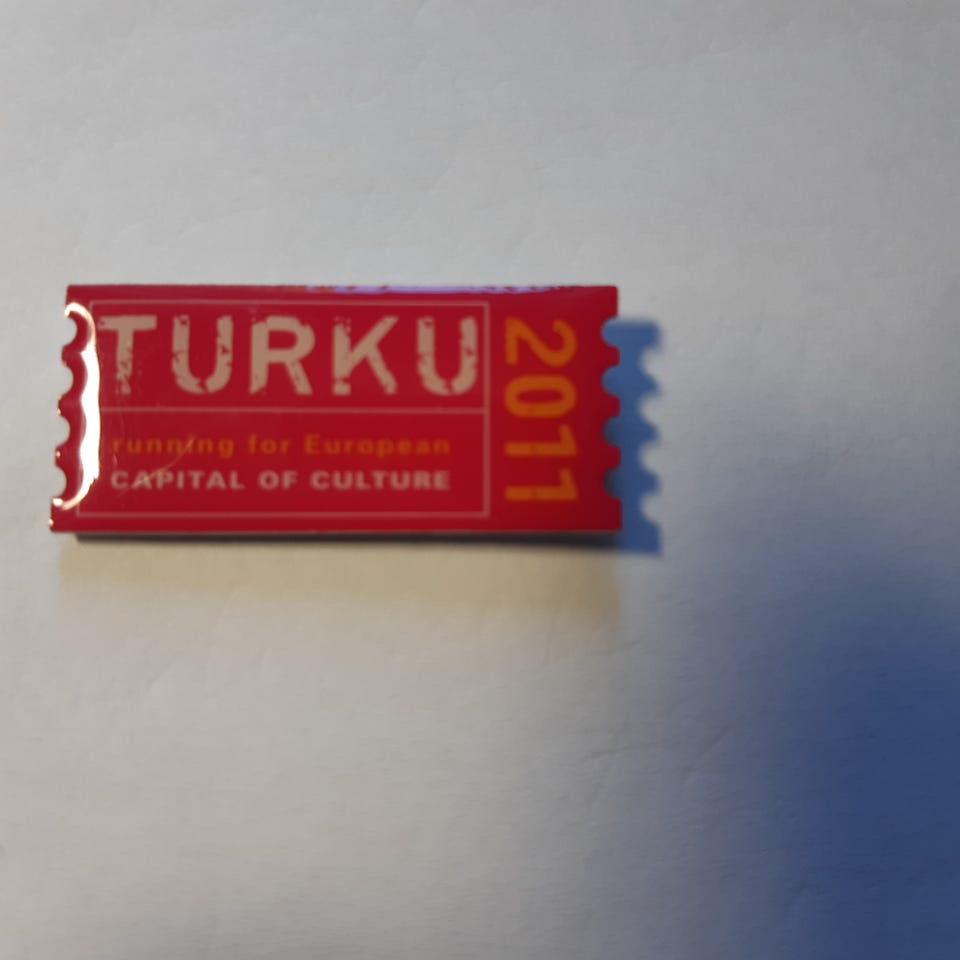 TURKU
running for European
CAPITAL OF CULTURE
2011